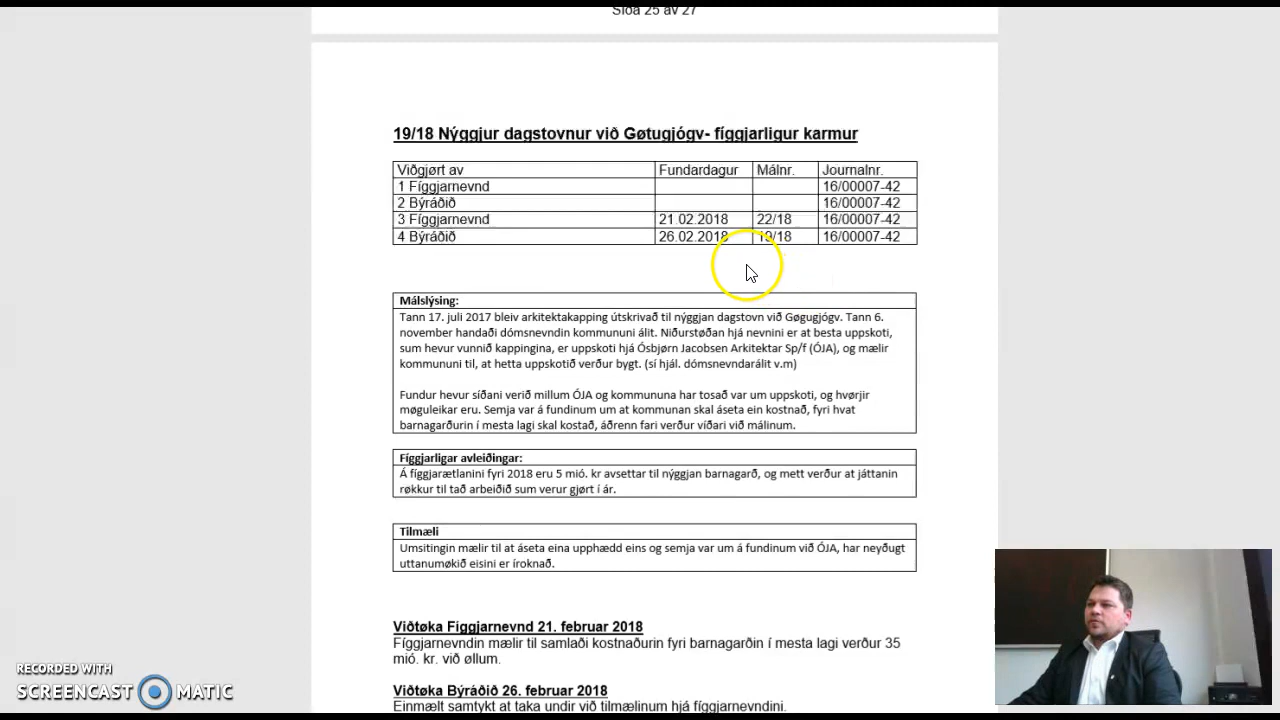 Síða 25 av 27
19/18 Nýggjur dagstovnur við Gøtugjógv- fíggjarligur karmur
Viðgjørt av Fundardagur Málnr. Journalnr.
1 Fíggjarnevnd 16/00007-42
2 Býráðið 16/00007-42
3 Fíggjarnevnd 21.02.2018 22/18 16/00007-42
4 Býráðið 26.02.2018 19/18 16/00007-42
Málslýsing:
Tann 17. juli 2017 bleiv arkitektakapping útskrivað til nýggjan dagstovn við Gøgugjógv. Tann 6.
november handaði dómsnevndin kommununi álit. Niðurstøðan hjá nevnini er at besta uppskoti,
sum hevur vunnið kappingina, er uppskoti hjá Ósbjørn Jacobsen Arkitektar Sp/f (ÓJA), og mælir
kommununi til, at hetta uppskotið verður bygt. (sí hjál. dómsnevndarálit v.m)
Fundur hevur síðani verið millum ÓJA og kommununa har tosað var um uppskoti, og hvørjir
møguleikar eru. Semja var á fundinum um at kommunan skal áseta ein kostnað, fyri hvat
barnagarðurin í mesta lagi skal kostað, áðrenn fari verður víðari við málinum.
Fíggjarligar avleiðingar:
Á fíggjarætlanini fyri 2018 eru 5 mió. kr avsettar til nýggjan barnagarð, og mett verður at játtanin
røkkur til tað arbeiðið sum verur gjørt í ár.
Tilmæli
Umsitingin mælir til at áseta eina upphædd eins og semja var um á fundinum við ÓJA, har neyðugt
uttanumøkið eisini er íroknað.
Viðtøka Fíggjarnevnd 21. februar 2018
Fíggjarnevndin mælir til samlaði kostnaðurin fyri barnagarðin í mesta lagi verður 35
mió. kr. við øllum.
Viðtøka Býráðið 26. februar 2018
Einmælt samtykt at taka undir við tilmælinum hjá fíggjarnevndini.
RECORDED WITH
SCREENCAST MATIC